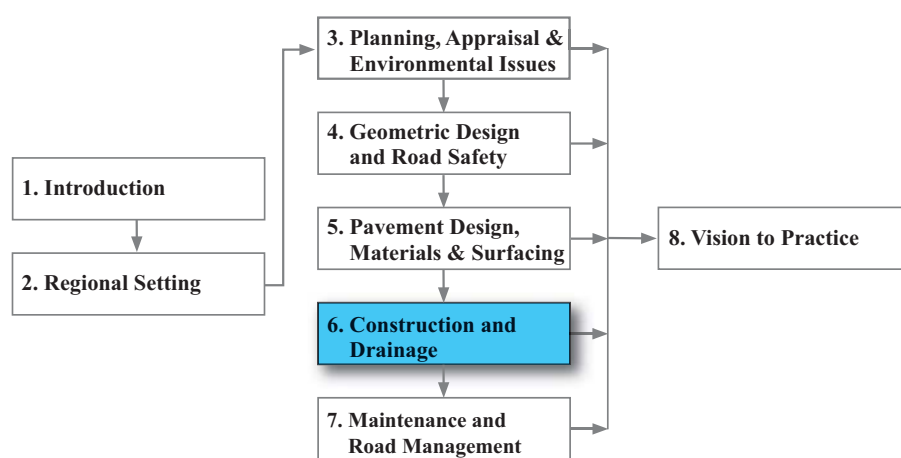 1. Introduction
2. Regional Setting
3. Planning, Appraisal &
Environmental Issues
4. Geometric Design
and Road Safety
5. Pavement Design,
Materials & Surfacing
6. Construction and
Drainage
7. Maintenance and
Road Management
8. Vision to Practice